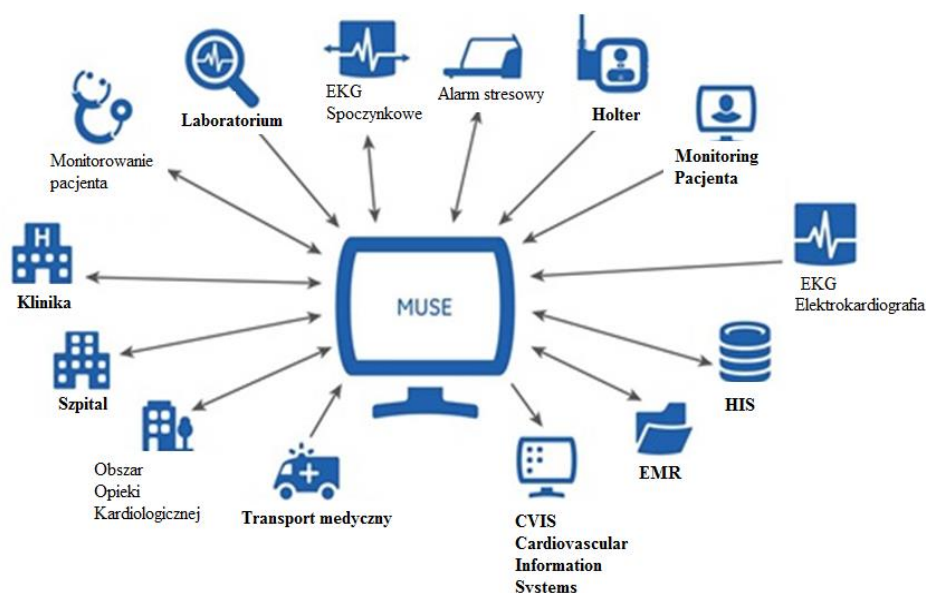 Monitorowanie
pacjenta
Laboratorium
EKG
Spoczynkowe
Alarm stresowy
Holter
Monitoring
Pacjenta
EKG
Elektrokardiografia
H
Klinika
MUSE
Szpital
HIS
EMR
Obszar
Opieki
Kardiologicznej
Transport medyczny
CVIS
Cardiovascular
Information
Systems